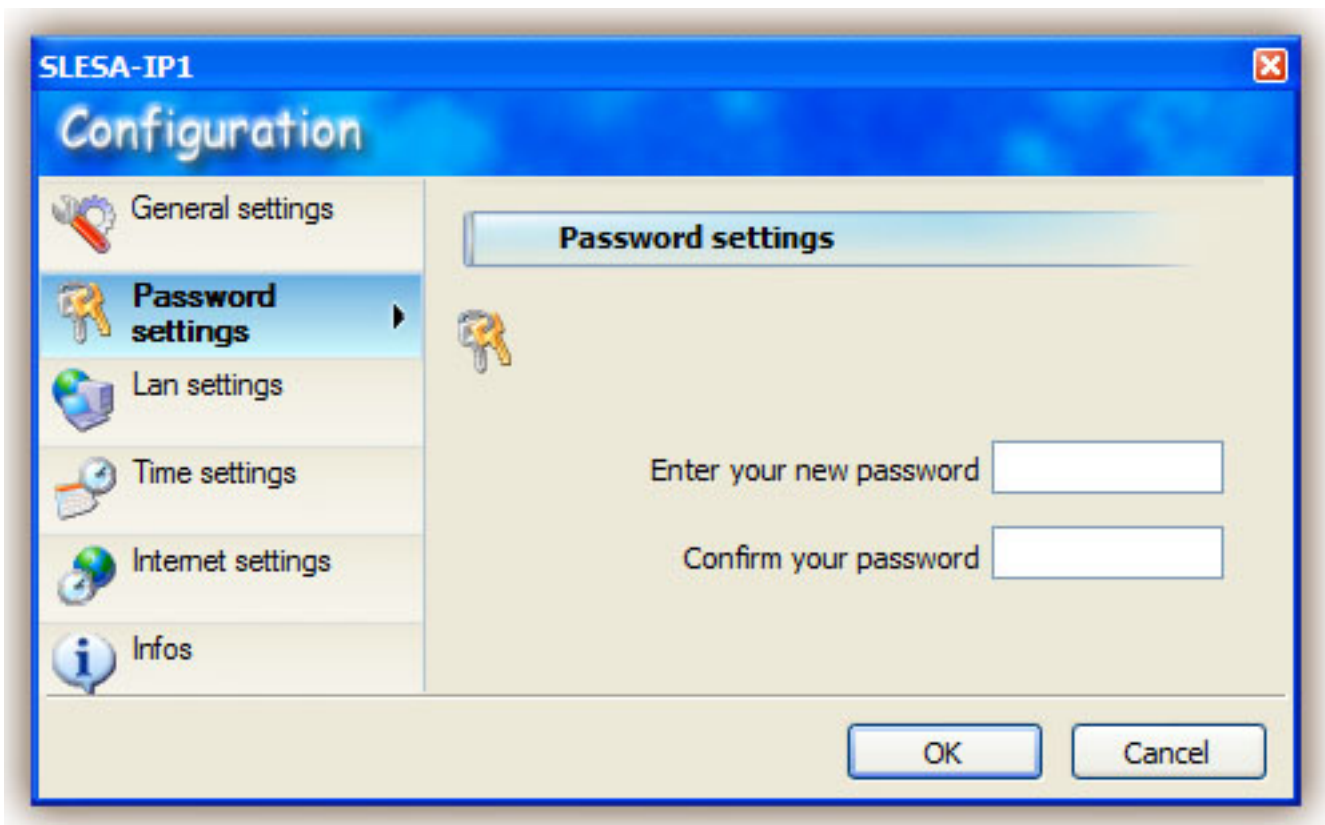 SLESA-IP1
Configuration
General settings
Password
settings
Lan settings
Time settings
Internet settings
Infos
Password settings
Enter your new password
Confirm your password
OK
Cancel